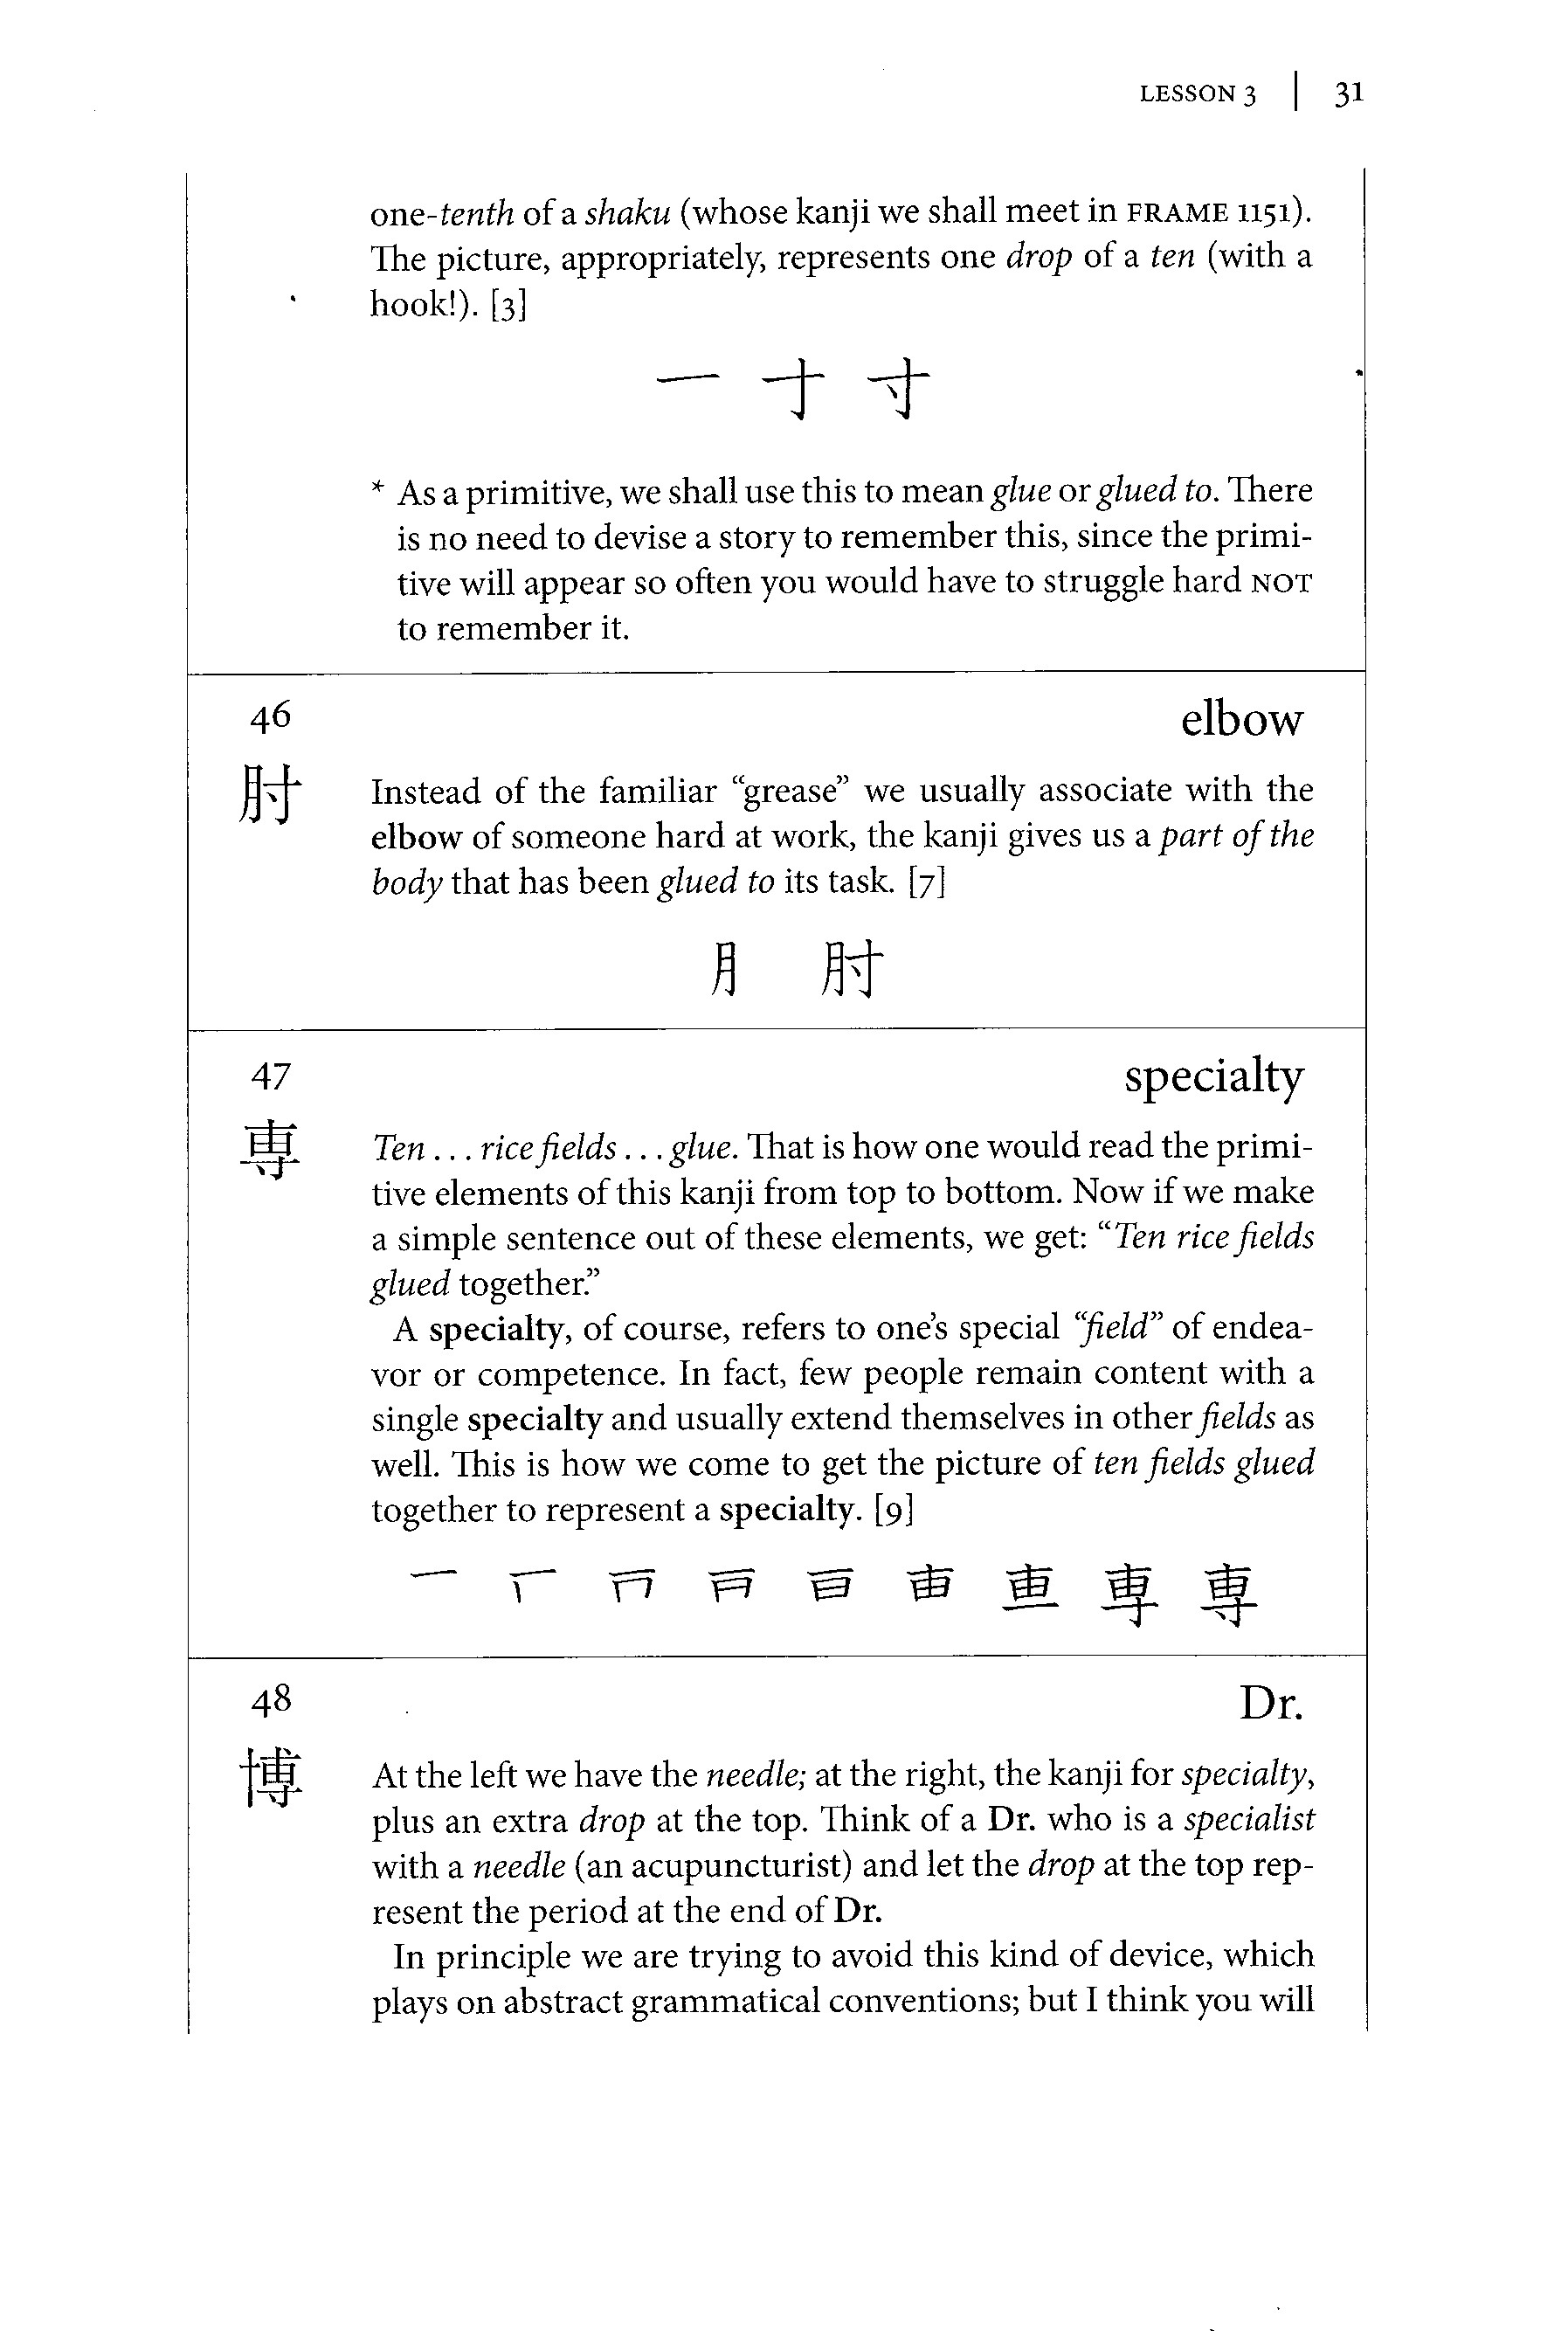 LESSON 3 | 31
one-tenth of a shaku (whose kanji we shall meet in FRAME 1151).
The picture, appropriately, represents one drop of a ten (with a
hook!). [3]
一 十 寸
* As a primitive, we shall use this to mean glue or glued to. There
is no need to devise a story to remember this, since the primi-
tive will appear so often you would have to struggle hard NOT
to remember it.
46 elbow
肘 Instead of the familiar “grease” we usually associate with the
elbow of someone hard at work, the kanji gives us a part of the
body that has been glued to its task. [7]
月 肘
47 specialty
専 Ten . . . rice fields . . . glue. That is how one would read the primi-
tive elements of this kanji from top to bottom. Now if we make
a simple sentence out of these elements, we get: “Ten rice fields
glued together.”
A specialty, of course, refers to one’s special “field” of endea-
vor or competence. In fact, few people remain content with a
single specialty and usually extend themselves in other fields as
well. This is how we come to get the picture of ten fields glued
together to represent a specialty. [9]
一 専
48 Dr.
博 At the left we have the needle; at the right, the kanji for specialty,
plus an extra drop at the top. Think of a Dr. who is a specialist
with a needle (an acupuncturist) and let the drop at the top rep-
resent the period at the end of Dr.
In principle we are trying to avoid this kind of device, which
plays on abstract grammatical conventions; but I think you will